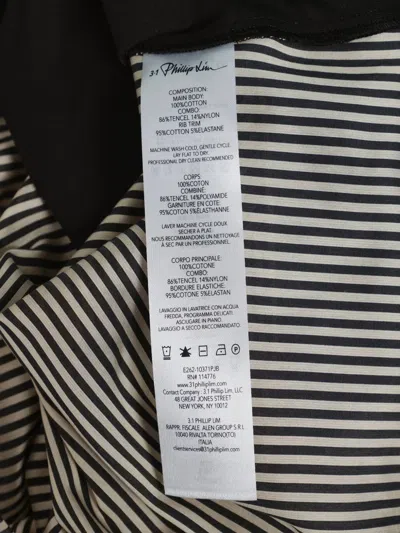 3.1 Phillip Lim
COMPOSITION:
MAIN BODY:
100%COTTON
COMBO:
86%TENCEL 14%NYLON
RIB TRIM
95%COTTON 5%ELASTANE
MACHINE WASH COLD, GENTLE CYCLE
LAY FLAT TO DRY.
PROFESSIONAL DRY CLEAN RECOMMENDED
CORPS:
100%COTON
COMBINE:
86%TENCEL 14%POLYAMIDE
GARNITURE EN COTE:
95%COTON 5%ELASTHANNE
LAVER MACHINE CYCLE DOUX
SÉCHER A PLAT.
NOUS RECOMMANDONS UN NETTOYAGE
À SEC PAR UN PROFESSIONNEL.
CORPO PRINCIPALE:
100%COTONE
COMBO:
86%TENCEL 14%NYLON
BORDURE ELASTICHE:
95%COTONE 5%ELASTAN
LAVAGGIO IN LAVATRICE CON ACQUA
FREDDA, PROGRAMMA DELICATI
ASCIUGARE IN PIANO.
LAVAGGIO A SECCO RACCOMANDATO
E262-10371PJB
RN# 114776
www.31philliplim.com
Contact Company : 3.1 Phillip Lim, LLC
48 GREAT JONES STREET
NEW YORK, NY 10012
3.1 PHILLIP LIM
RAPPR. FISCALE: ALEN GROUP S.R.L
10040 RIVALTA TORINO(TO)
ITALIA
clientservices@31philliplim.com